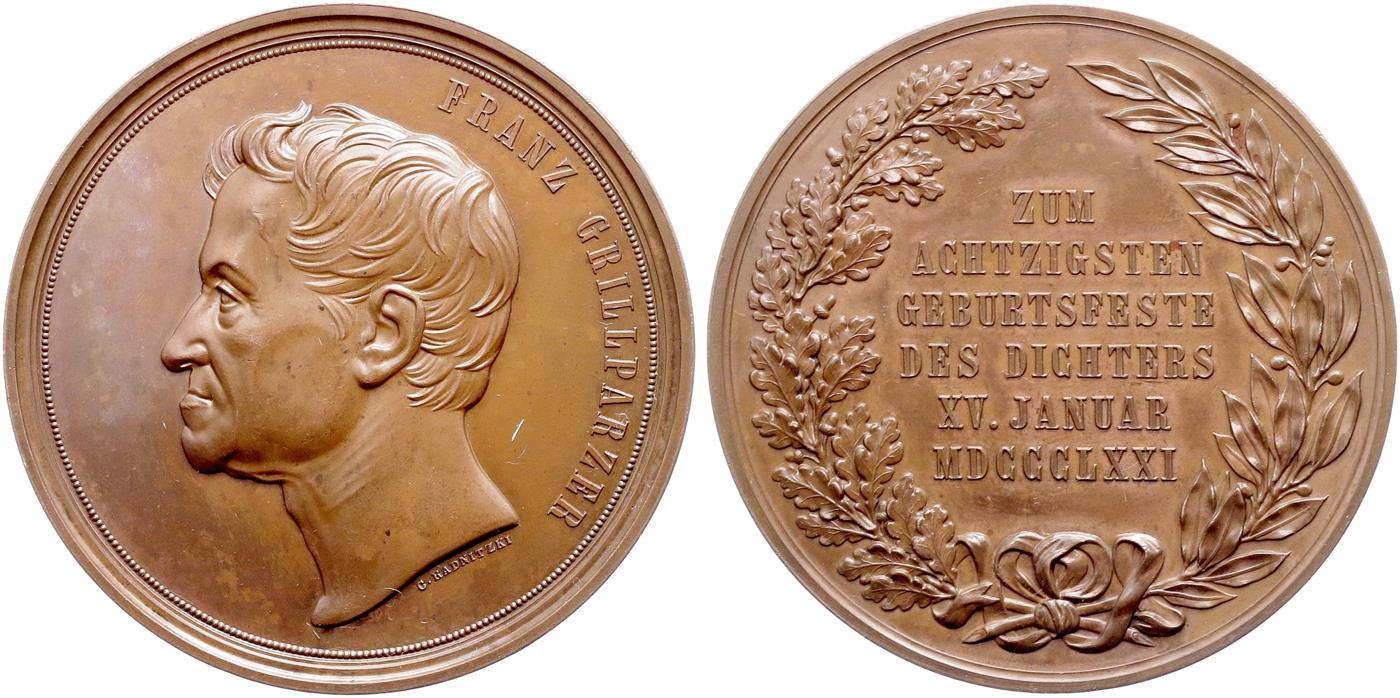 FRANZ GRILLPARZER
G. RADNITZKI
ZUM
ACHTZIGSTEN
GEBURTSFESTE
DES DICHTERS
XV. JANUAR
MDCCCLXXI